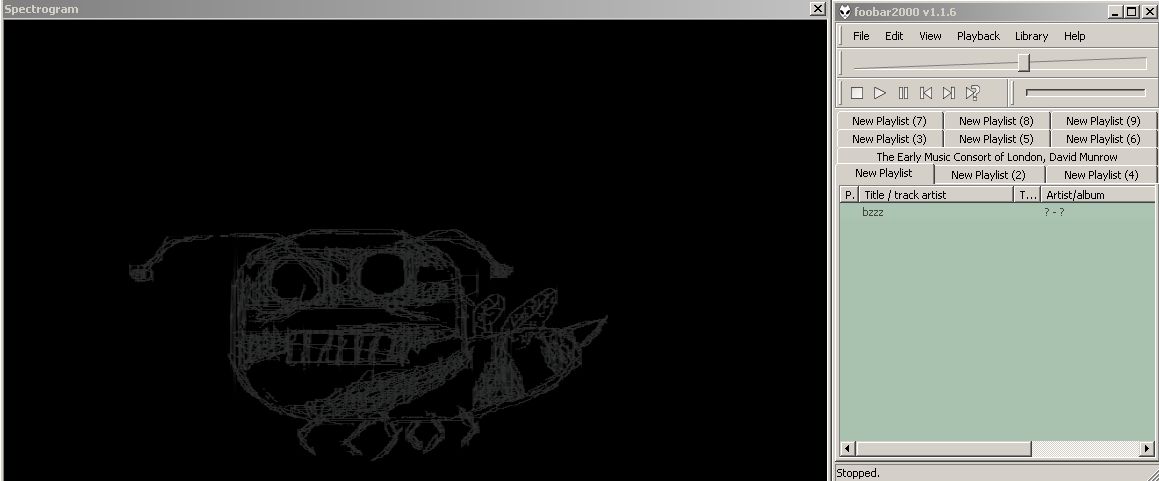 Spectrogram
foobar2000 v1.1.6
File Edit View Playback Library Help
New Playlist (7) New Playlist (8) New Playlist (9)
New Playlist (3) New Playlist (5) New Playlist (6)
The Early Music Consort of London, David Munrow
New Playlist New Playlist (2) New Playlist (4)
P. Title / track artist T... Artist/album
bzzz ? - ?
Stopped.